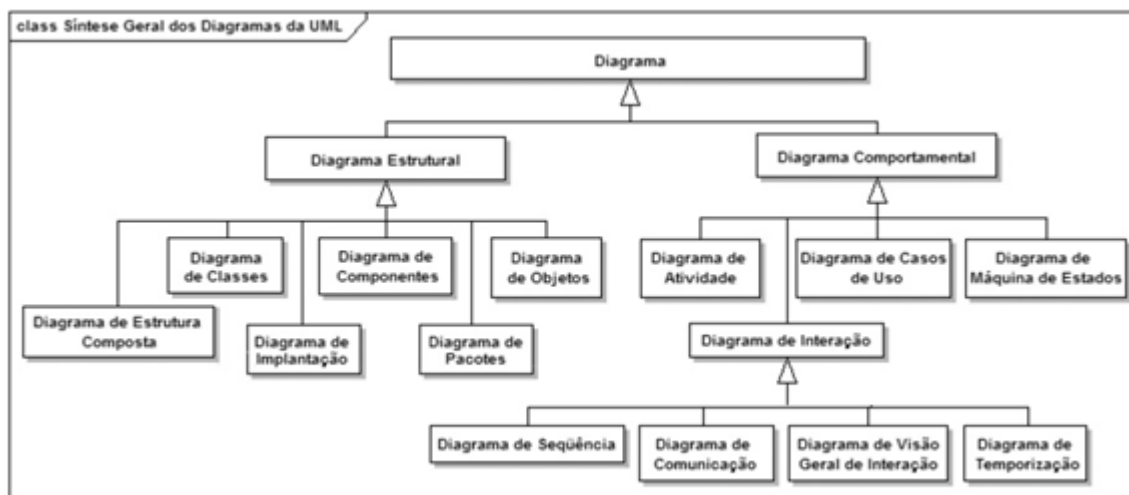 class Síntese Geral dos Diagramas da UML
Diagrama
Diagrama Estrutural
Diagrama Comportamental
Diagrama
de Classes
Diagrama de
Componentes
Diagrama
de Objetos
Diagrama de
Atividade
Diagrama de Casos
de Uso
Diagrama de
Máquina de Estados
Diagrama de Estrutura
Composta
Diagrama de
Implantação
Diagrama de
Pacotes
Diagrama de Interação
Diagrama de Seqüência
Diagrama de
Comunicação
Diagrama de Visão
Geral de Interação
Diagrama de
Temporização